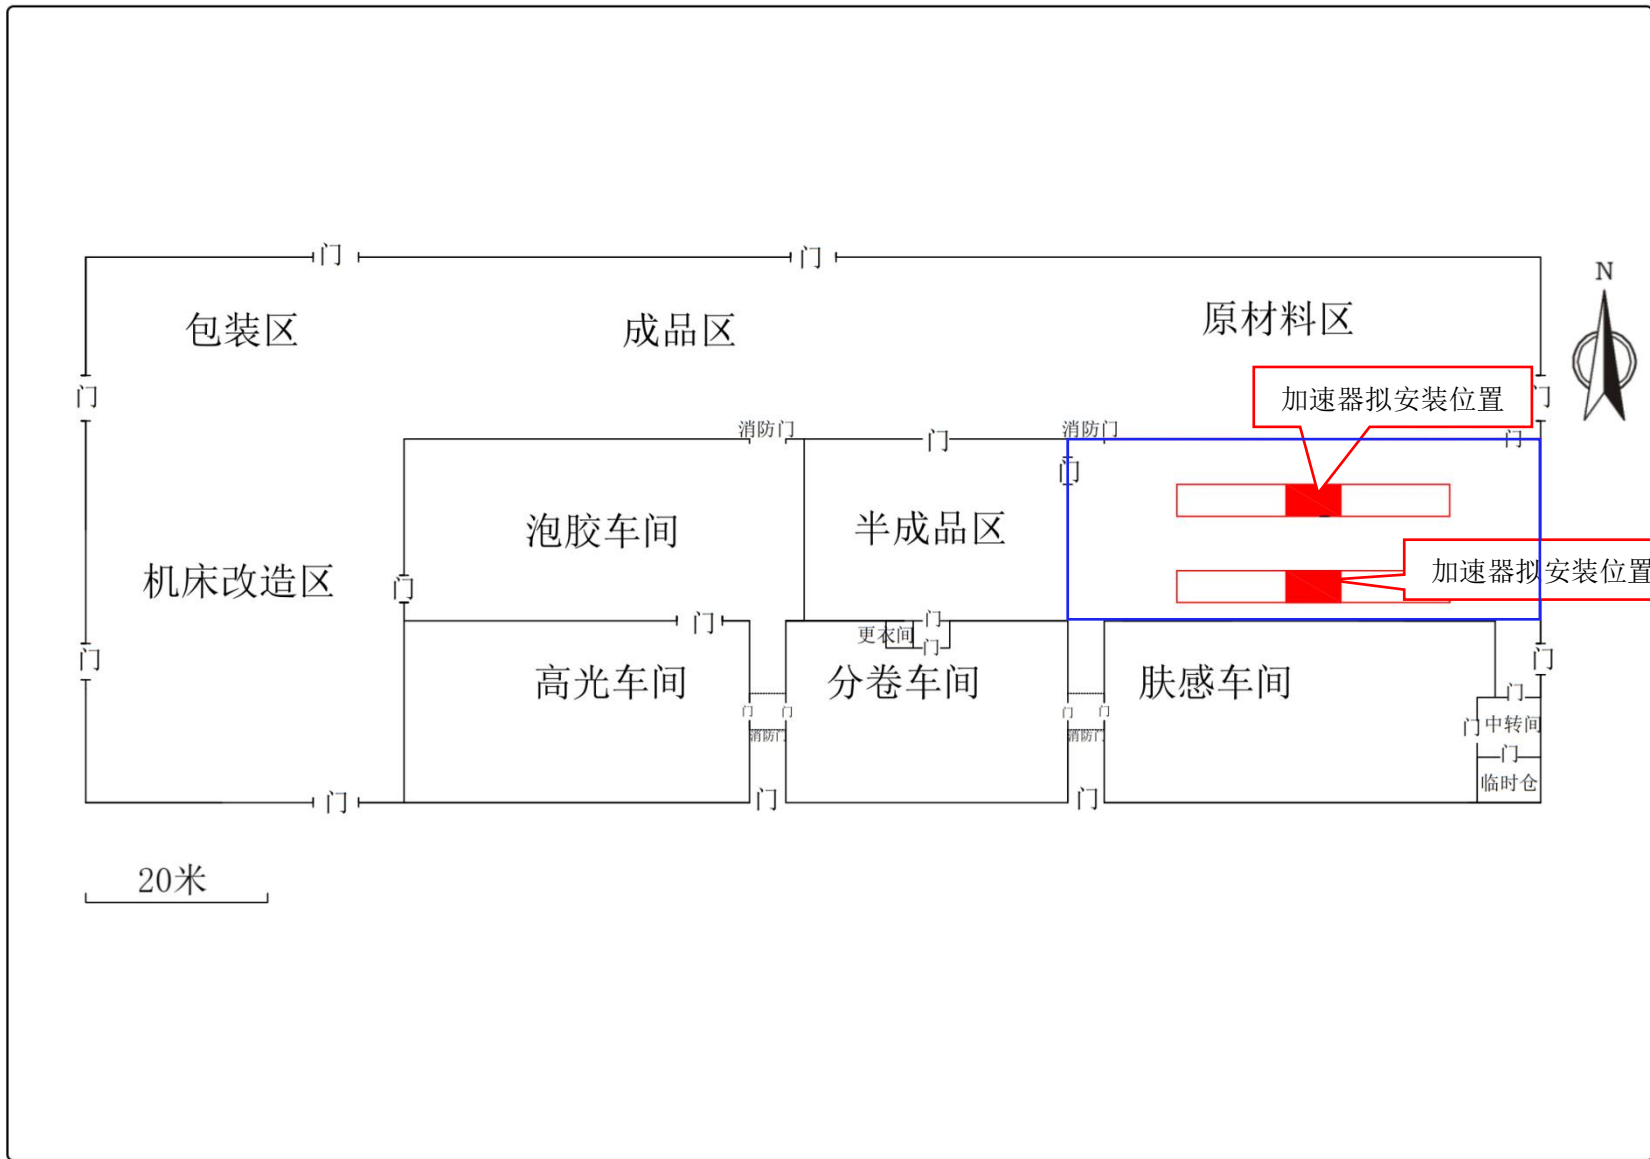 门
门
N
包装区
成品区
原材料区
门
门
加速器拟安装位置
消防门
门
消防门
门
门
泡胶车间
半成品区
机床改造区
门
加速器拟安装位置
门
门
更衣间
门
门
门
高光车间
分卷车间
肤感车间
门
门
门
门
门
门
中转间
消防门
消防门
门
临时仓
门
门
门
20米